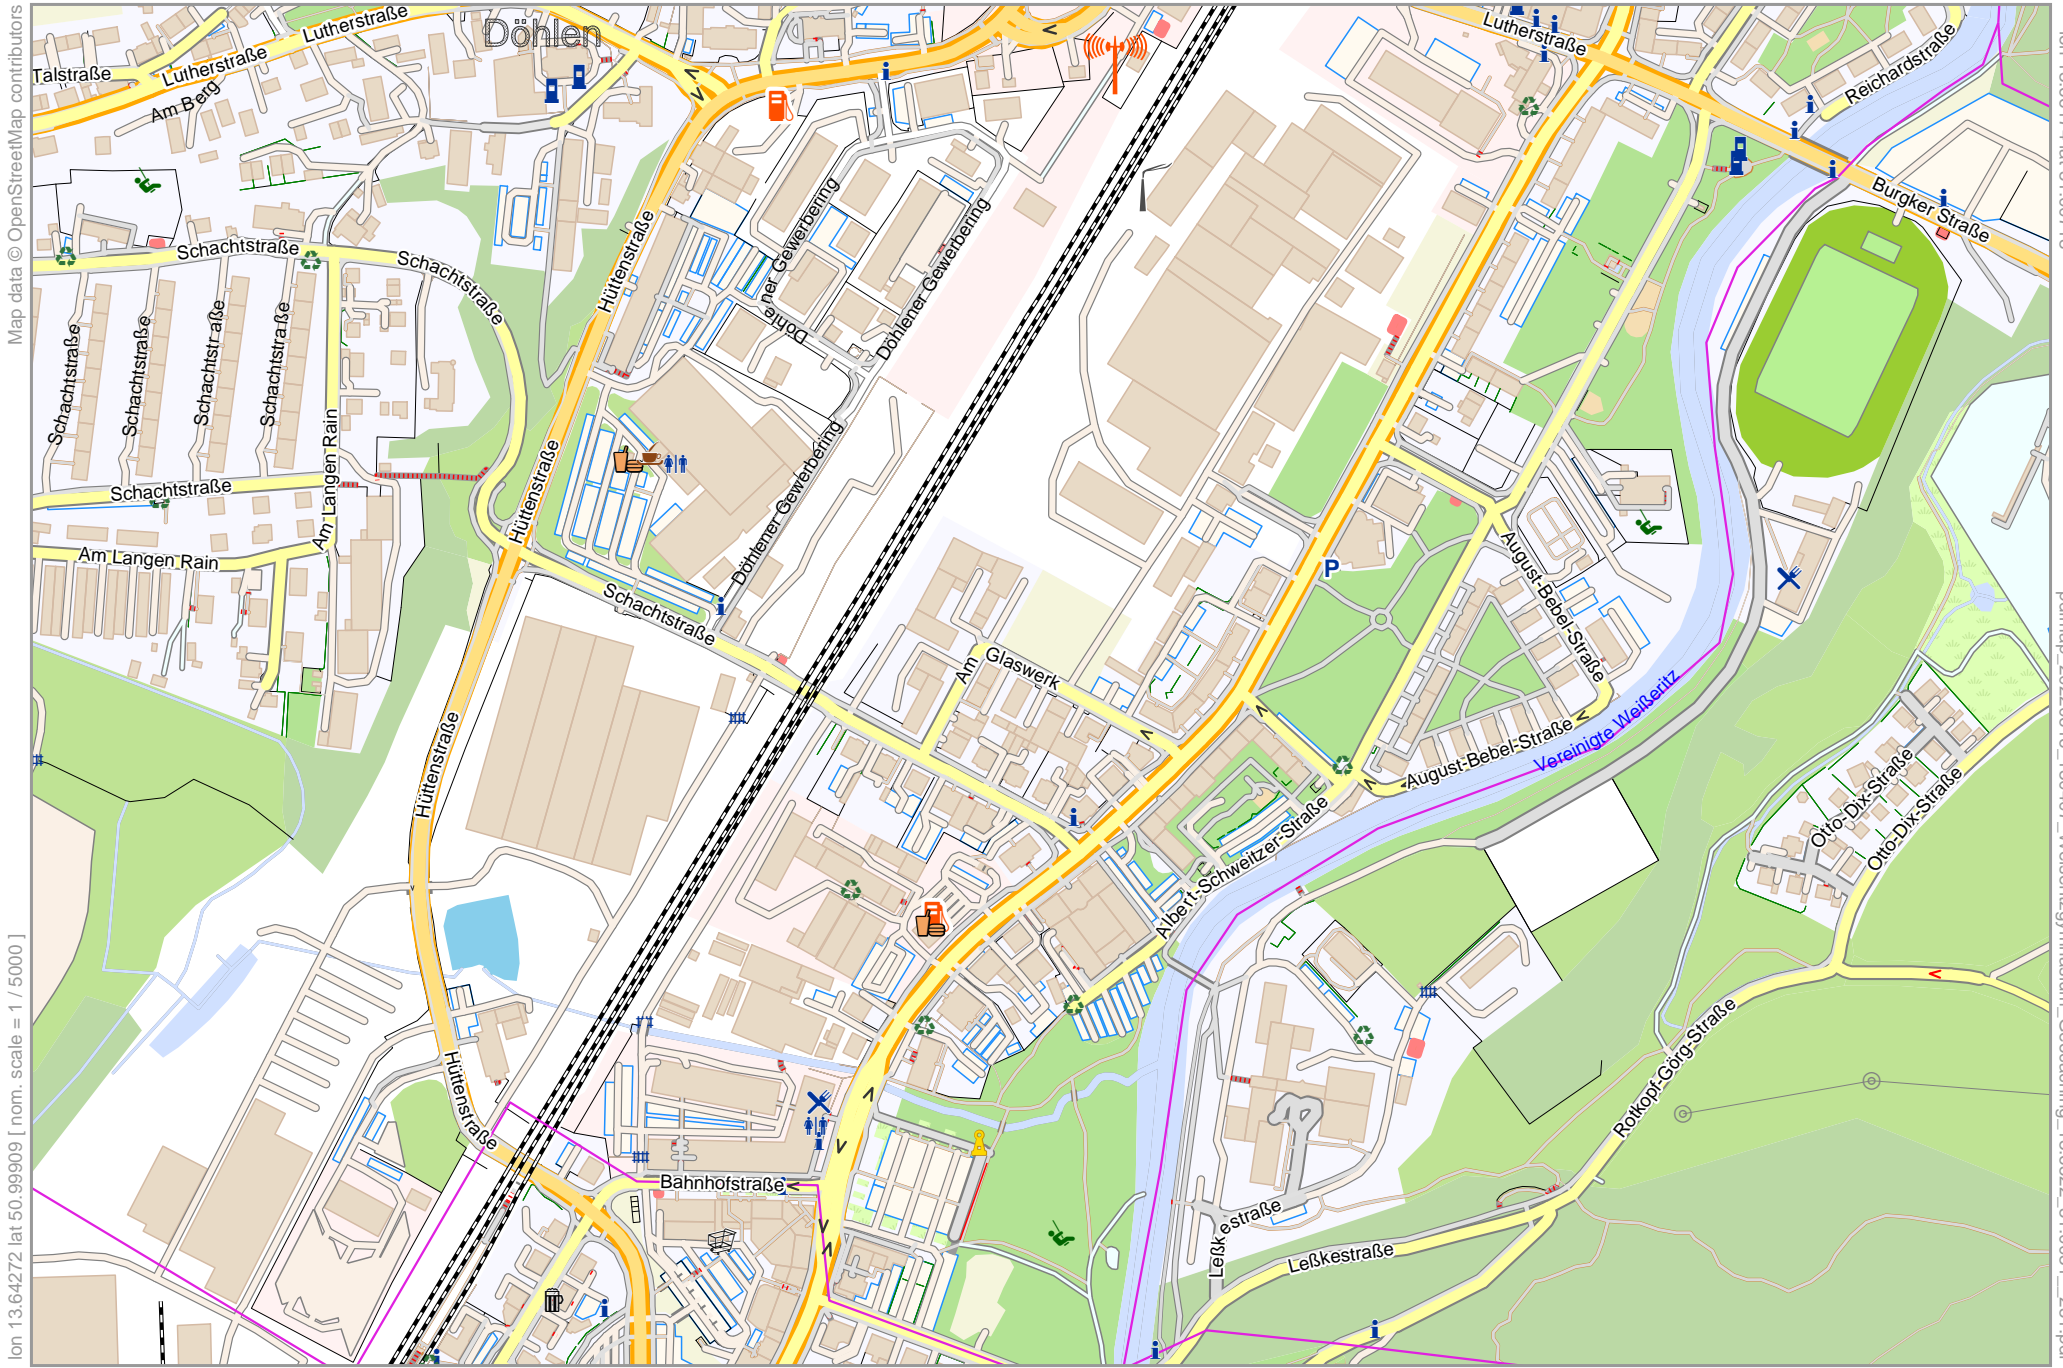 Döhlen
Lutherstraße
Lutherstraße
Lutherstraße
Talstraße
Am Berg
Reichardstraße
Burgker Straße
Schachtstraße
Schachtstraße
Hüttenstraße
Döhlener Gewerbering
Schachtstraße
Schachtstraße
Schachtstraße
Schachtstraße
Am Langen Rain
Schachtstraße
Am Langen Rain
Hüttenstraße
Döhlener Gewerbering
P
August-Bebel-Straße
Schachtstraße
Am Glaswerk
Hüttenstraße
August-Bebel-Straße
Vereinigte Weißeritz
Albert-Schweitzer-Straße
Otto-Dix-Straße
Otto-Dix-Straße
Rotkopf-Görg-Straße
Hüttenstraße
Bahnhofstraße
Leßkestraße
Leßkestraße
Map data © OpenStreetMap contributors
lon 13.64272 lat 50.99909 [ nom. scale = 1 / 5000 ]